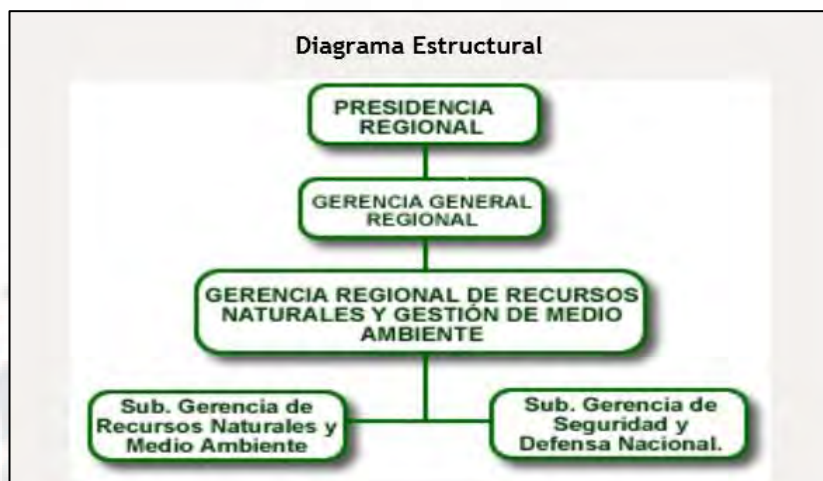 Diagrama Estructural
PRESIDENCIA
REGIONAL
GERENCIA GENERAL
REGIONAL
GERENCIA REGIONAL DE RECURSOS
NATURALES Y GESTIÓN DE MEDIO
AMBIENTE
Sub. Gerencia de
Recursos Naturales y
Medio Ambiente
Sub. Gerencia de
Seguridad y
Defensa Nacional.